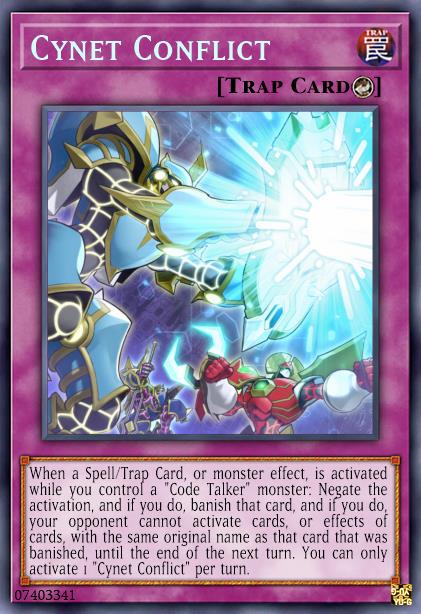 Cynet Conflict
TRAP
罠
[Trap Card]
When a Spell/Trap Card, or monster effect, is activated
while you control a "Code Talker" monster: Negate the
activation, and if you do, banish that card, and if you do,
your opponent cannot activate cards, or effects of
cards, with the same original name as that card that was
banished, until the end of the next turn. You can only
activate 1 "Cynet Conflict" per turn.
07403341